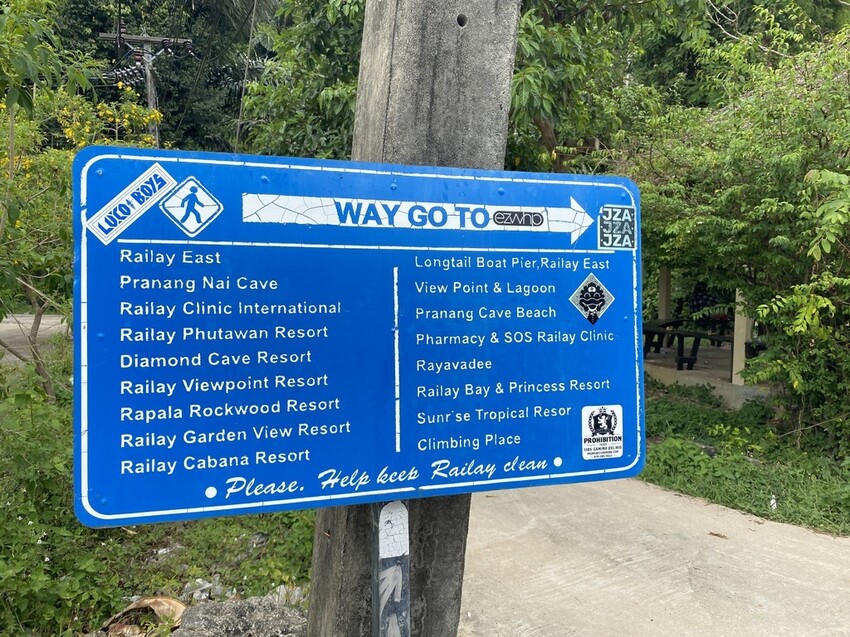 LUCOT BOYS
WAY GO TO
ezwhp
JZA
JZA
JZA
Railay East
Pranang Nai Cave
Railay Clinic International
Railay Phutawan Resort
Diamond Cave Resort
Railay Viewpoint Resort
Rapala Rockwood Resort
Railay Garden View Resort
Railay Cabana Resort
Longtail Boat Pier,Railay East
View Point & Lagoon
Pranang Cave Beach
Pharmacy & SOS Railay Clinic
Rayavadee
Railay Bay & Princess Resort
Sunr se Tropical Resor
Climbing Place
PROHIBITION
Please. Help keep Railay clean